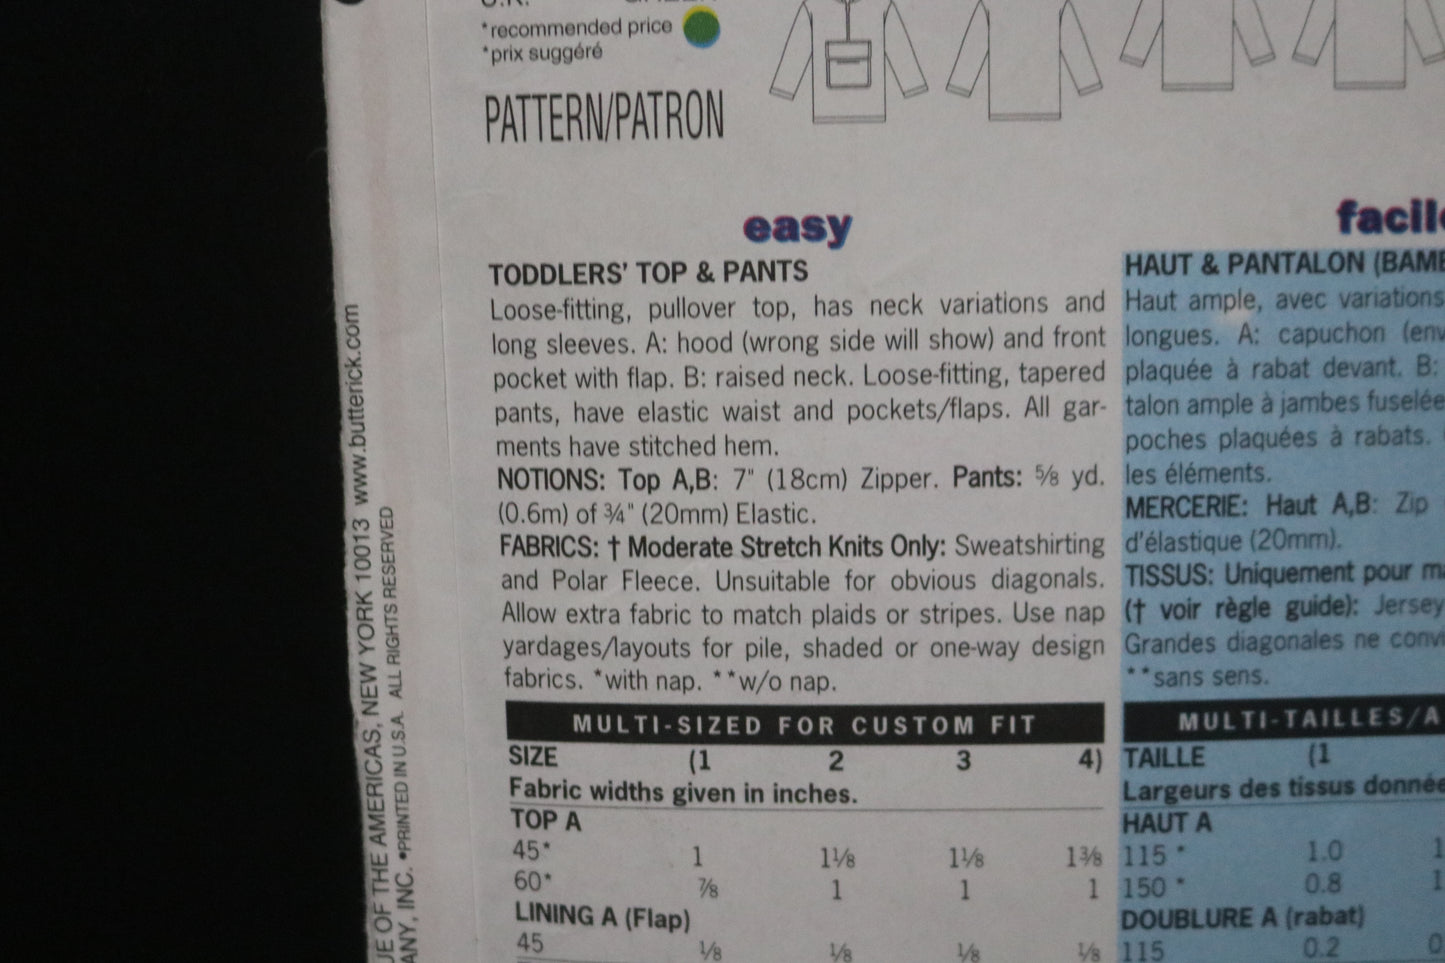 *recommended price
*prix suggéré
PATTERN/PATRON
easy
TODDLERS' TOP & PANTS
Loose-fitting, pullover top, has neck variations and
long sleeves. A: hood (wrong side will show) and front
pocket with flap. B: raised neck. Loose-fitting, tapered
pants, have elastic waist and pockets/flaps. All gar-
ments have stitched hem.
NOTIONS: Top A,B: 7" (18cm) Zipper. Pants: ⅝ yd.
(0.6m) of ¾" (20mm) Elastic.
FABRICS: † Moderate Stretch Knits Only: Sweatshirting
and Polar Fleece. Unsuitable for obvious diagonals.
Allow extra fabric to match plaids or stripes. Use nap
yardages/layouts for pile, shaded or one-way design
fabrics. *with nap. **w/o nap.
MULTI-SIZED FOR CUSTOM FIT
SIZE (1 2 3 4)
Fabric widths given in inches.
TOP A
45* 1 1⅛ 1⅛ 1⅜
60* ⅞ 1 1 1
LINING A (Flap)
45 ⅛ ⅛ ⅛ ⅛
facil
HAUT & PANTALON (BAMB
Haut ample, avec variations
longues. A: capuchon (env
plaquée à rabat devant. B:
talon ample à jambes fuselée
poches plaquées à rabats.
les éléments.
MERCERIE: Haut A,B: Zip
d'élastique (20mm).
TISSUS: Uniquement pour ma
(† voir règle guide): Jersey
Grandes diagonales ne conv
**sans sens.
MULTI-TAILLES/A
TAILLE (1
Largeurs des tissus donnée
HAUT A
115 * 1.0 1
150 * 0.8 1
DOUBLURE A (rabat)
115 0.2 0
UE OF THE AMERICAS, NEW YORK 10013 www.butterick.com
ANY, INC. •PRINTED IN U.S.A. ALL RIGHTS RESERVED